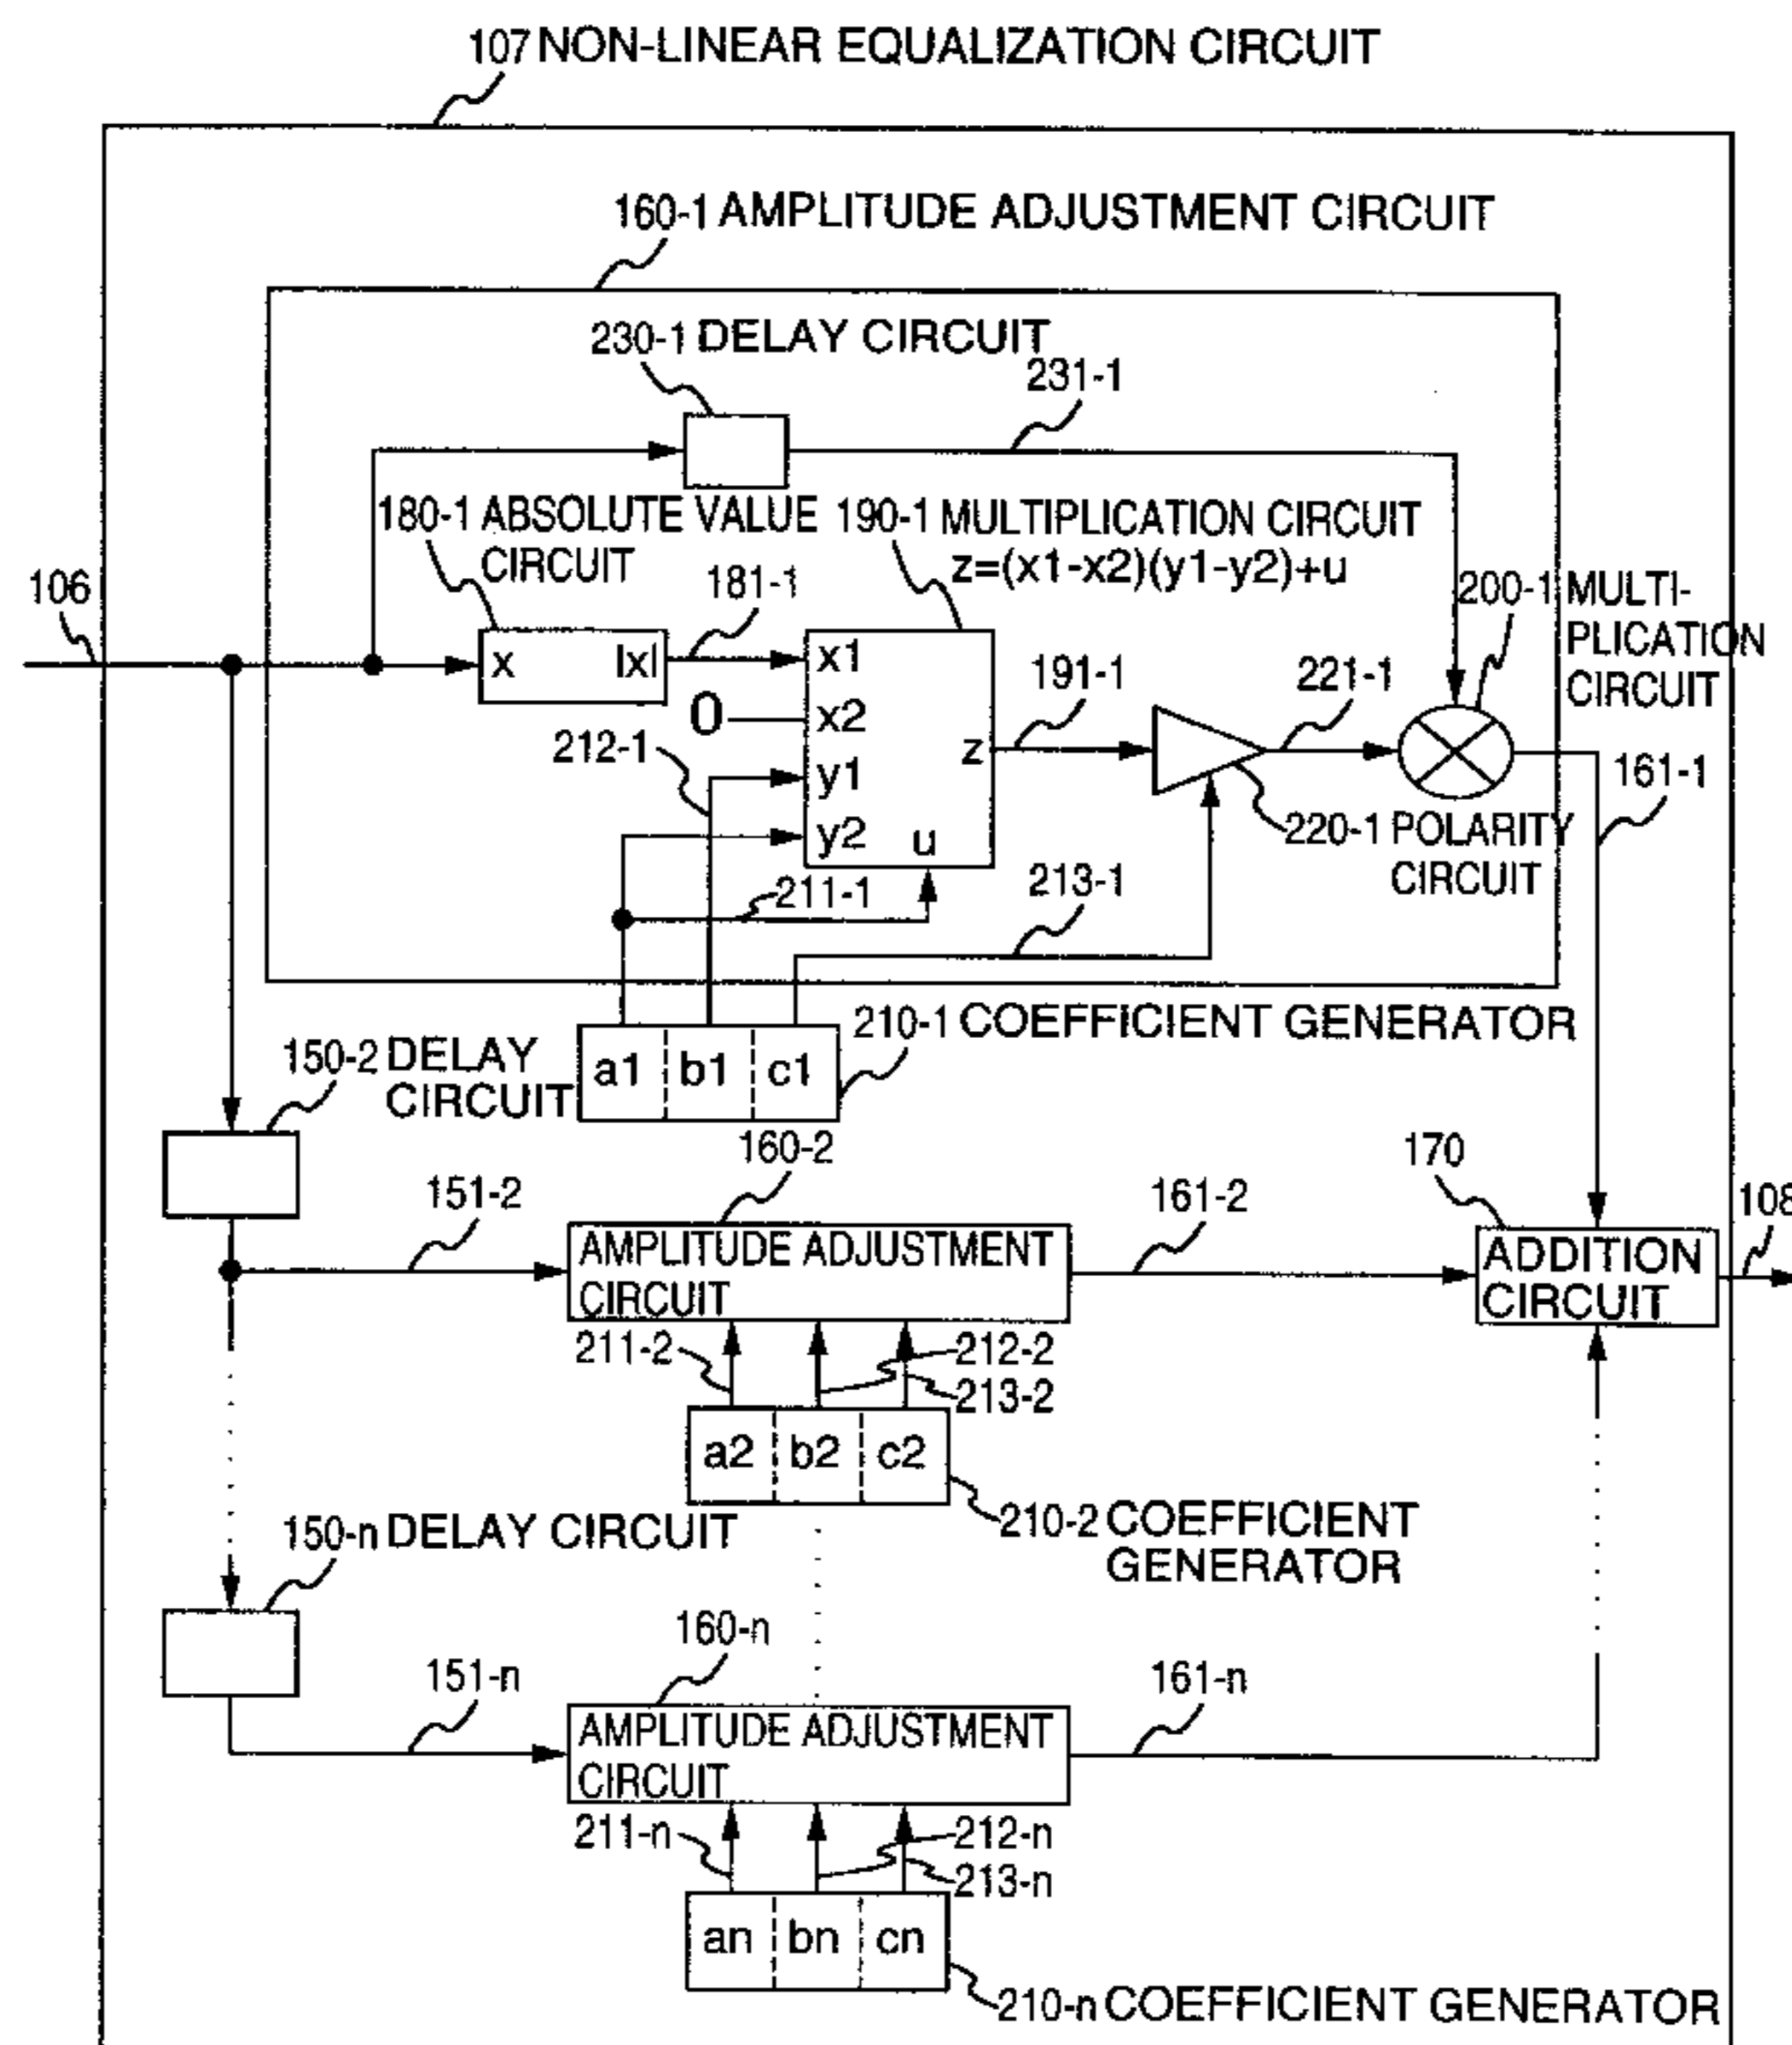 107 NON-LINEAR EQUALIZATION CIRCUIT
160-1 AMPLITUDE ADJUSTMENT CIRCUIT
230-1 DELAY CIRCUIT
231-1
180-1 ABSOLUTE VALUE
CIRCUIT
190-1 MULTIPLICATION CIRCUIT
z=(x1-x2)(y1-y2)+u
106
181-1
200-1 MULTI-
PLICATION
CIRCUIT
x |x|
x1
0 x2
y1
y2
u
z
212-1
191-1
221-1
161-1
220-1 POLARITY
CIRCUIT
211-1
213-1
210-1 COEFFICIENT GENERATOR
a1 b1 c1
150-2 DELAY
CIRCUIT
160-2
170
151-2
161-2
108
AMPLITUDE ADJUSTMENT
CIRCUIT
ADDITION
CIRCUIT
211-2
212-2
213-2
a2 b2 c2
210-2 COEFFICIENT
GENERATOR
150-n DELAY CIRCUIT
160-n
151-n
161-n
AMPLITUDE ADJUSTMENT
CIRCUIT
211-n
212-n
213-n
an bn cn
210-n COEFFICIENT GENERATOR